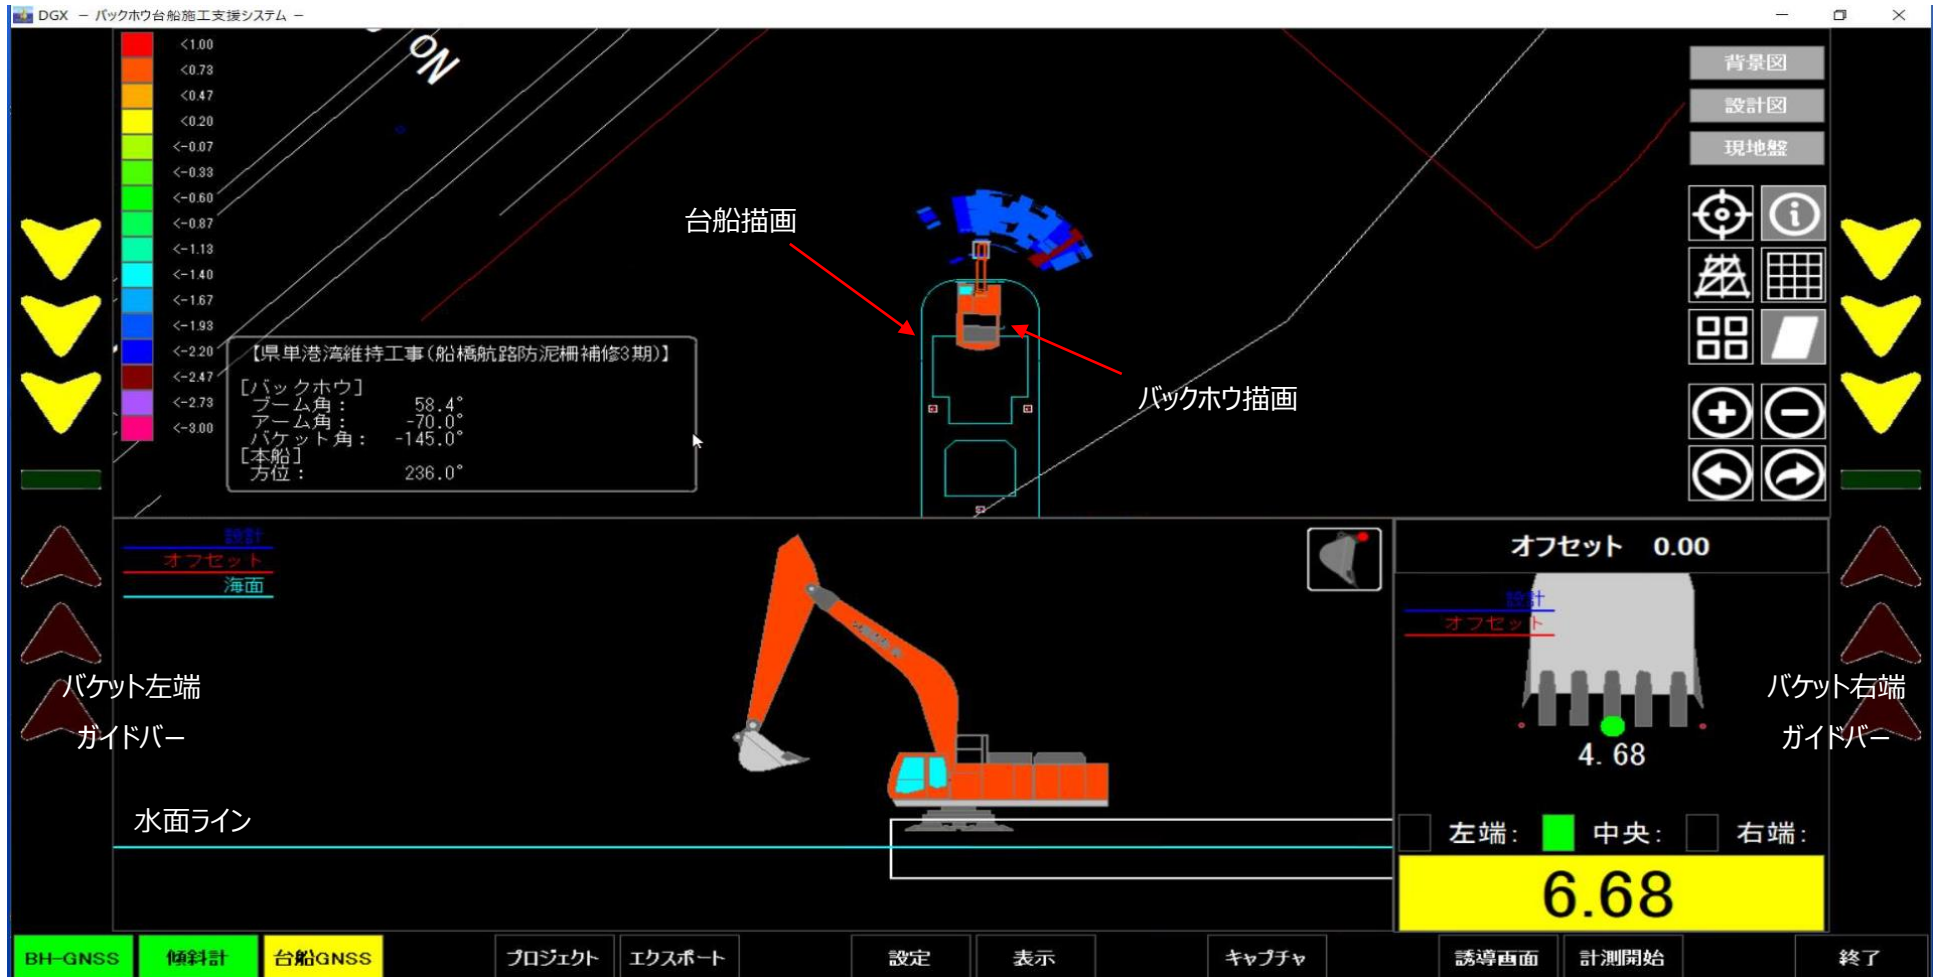 DGX － バックホウ台船施工支援システム －
<1.00
<0.73
<0.47
<0.20
<-0.07
<-0.33
<-0.60
<-0.87
<-1.13
<-1.40
<-1.67
<-1.93
<-2.20
<-2.47
<-2.73
<-3.00
No
背景図
設計図
現地盤
台船描画
バックホウ描画
【県単港湾維持工事(船橋航路防泥柵補修3期)】
[バックホウ]
ブーム角： 58.4°
アーム角： -70.0°
バケット角： -145.0°
[本船]
方位： 236.0°
設計
オフセット
海面
バケット左端
ガイドバー
水面ライン
オフセット 0.00
設計
オフセット
4.68
バケット右端
ガイドバー
左端: 中央: 右端:
6.68
BH-GNSS 傾斜計 台船GNSS プロジェクト エクスポート 設定 表示 キャプチャ 誘導画面 計測開始 終了